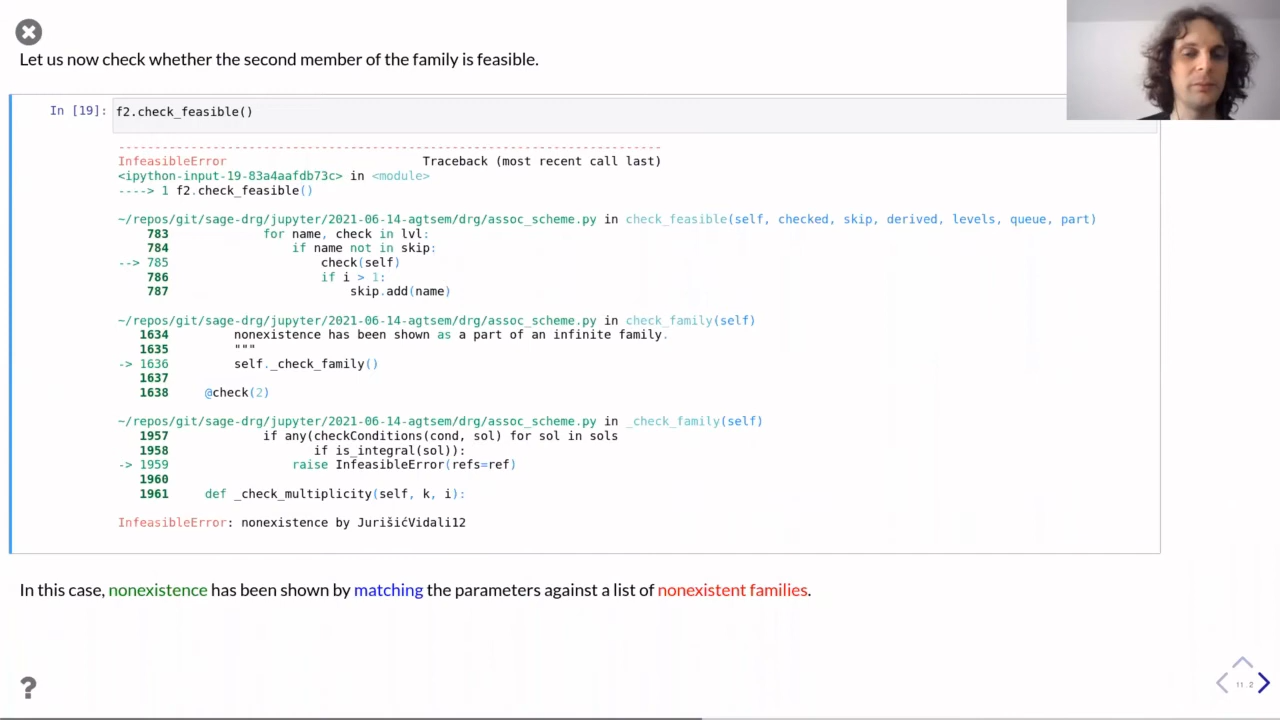 Let us now check whether the second member of the family is feasible.
In [19]: f2.check_feasible()
---------------------------------------------------------------------------
InfeasibleError                           Traceback (most recent call last)
<ipython-input-19-83a4aafdb73c> in <module>
----> 1 f2.check_feasible()
~/repos/git/sage-drg/jupyter/2021-06-14-agtsem/drg/assoc_scheme.py in check_feasible(self, checked, skip, derived, levels, queue, part)
    783             for name, check in lvl:
    784                 if name not in skip:
--> 785                     check(self)
    786                     if i > 1:
    787                         skip.add(name)
~/repos/git/sage-drg/jupyter/2021-06-14-agtsem/drg/assoc_scheme.py in check_family(self)
   1634         nonexistence has been shown as a part of an infinite family.
   1635         """
-> 1636         self._check_family()
   1637
   1638     @check(2)
~/repos/git/sage-drg/jupyter/2021-06-14-agtsem/drg/assoc_scheme.py in _check_family(self)
   1957             if any(checkConditions(cond, sol) for sol in sols
   1958                    if is_integral(sol)):
-> 1959                 raise InfeasibleError(refs=ref)
   1960
   1961     def _check_multiplicity(self, k, i):
InfeasibleError: nonexistence by JurišićVidali12
In this case, nonexistence has been shown by matching the parameters against a list of nonexistent families.
?
11.2